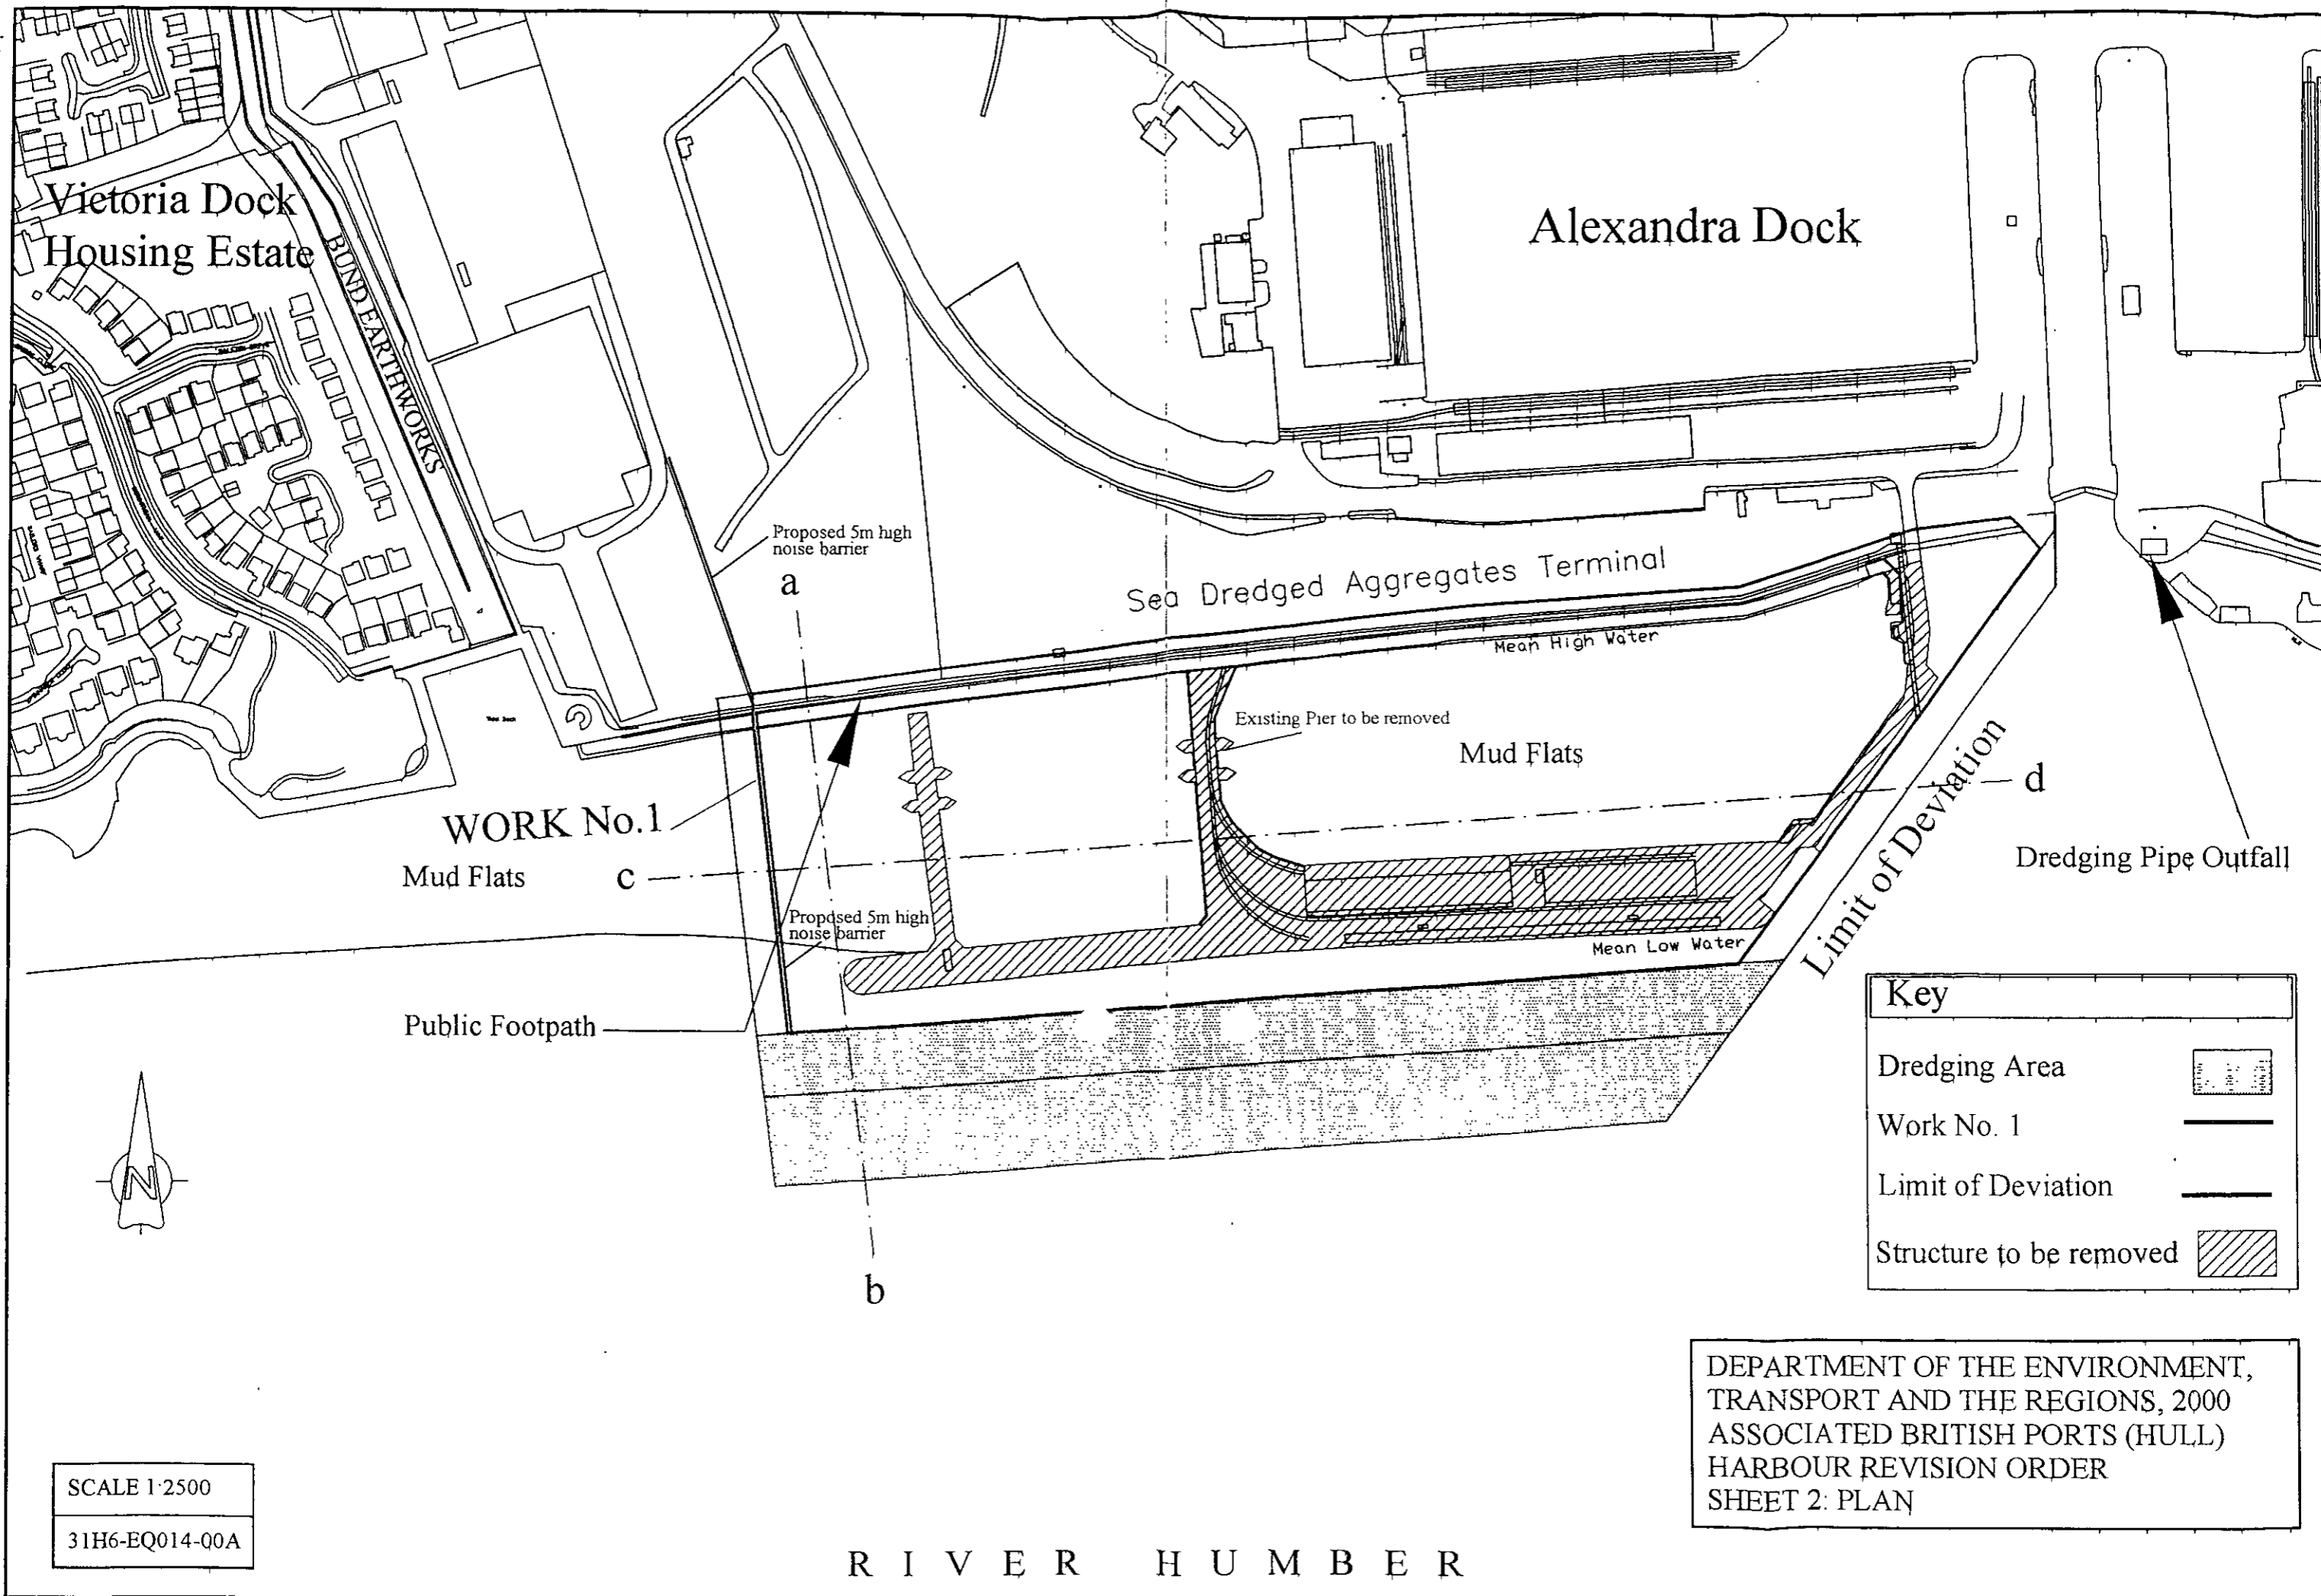 Victoria Dock
Housing Estate
BUND EARTHWORKS
Alexandra Dock
Proposed 5m high
noise barrier
a
Sea Dredged Aggregates Terminal
Mean High Water
Existing Pier to be removed
Mud Flats
d
WORK No.1
Mud Flats
c
Limit of Deviation
Dredging Pipe Outfall
Proposed 5m high
noise barrier
Mean Low Water
Public Footpath
Key
Dredging Area
Work No. 1
Limit of Deviation
Structure to be removed
N
b
DEPARTMENT OF THE ENVIRONMENT,
TRANSPORT AND THE REGIONS, 2000
ASSOCIATED BRITISH PORTS (HULL)
HARBOUR REVISION ORDER
SHEET 2: PLAN
SCALE 1:2500
31H6-EQ014-00A
RIVER HUMBER